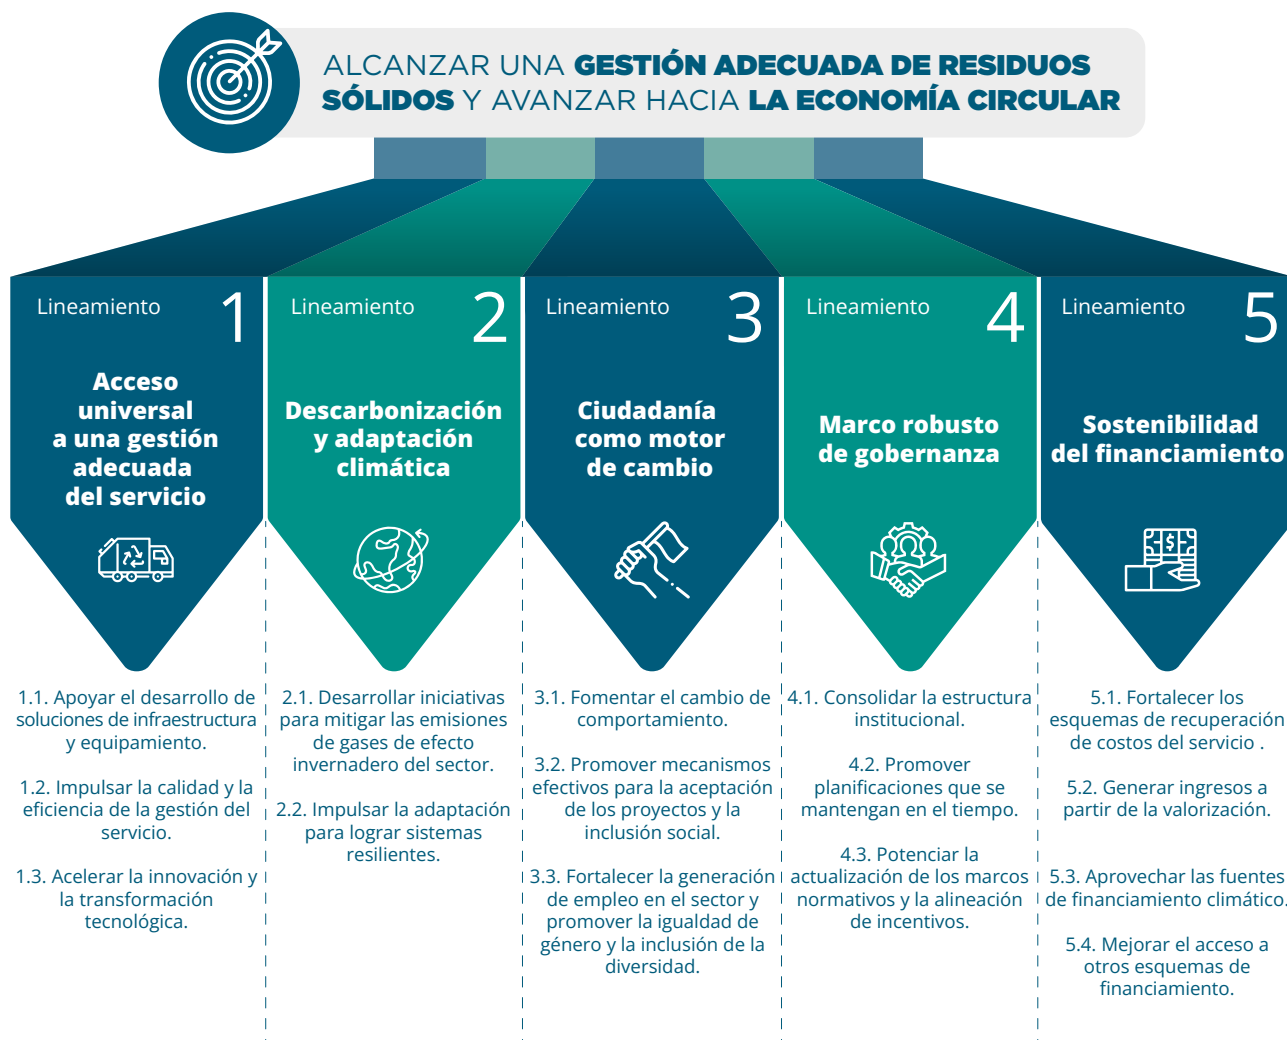 ALCANZAR UNA GESTIÓN ADECUADA DE RESIDUOS
SÓLIDOS Y AVANZAR HACIA LA ECONOMÍA CIRCULAR
Lineamiento 1
Acceso
universal
a una gestión
adecuada
del servicio
1.1. Apoyar el desarrollo de
soluciones de infraestructura
y equipamiento.
1.2. Impulsar la calidad y la
eficiencia de la gestión del
servicio.
1.3. Acelerar la innovación y
la transformación
tecnológica.
Lineamiento 2
Descarbonización
y adaptación
climática
2.1. Desarrollar iniciativas
para mitigar las emisiones
de gases de efecto
invernadero del sector.
2.2. Impulsar la adaptación
para lograr sistemas
resilientes.
Lineamiento 3
Ciudadanía
como motor
de cambio
3.1. Fomentar el cambio de
comportamiento.
3.2. Promover mecanismos
efectivos para la aceptación
de los proyectos y la
inclusión social.
3.3. Fortalecer la generación
de empleo en el sector y
promover la igualdad de
género y la inclusión de la
diversidad.
Lineamiento 4
Marco robusto
de gobernanza
4.1. Consolidar la estructura
institucional.
4.2. Promover
planificaciones que se
mantengan en el tiempo.
4.3. Potenciar la
actualización de los marcos
normativos y la alineación
de incentivos.
Lineamiento 5
Sostenibilidad
del financiamiento
$
5.1. Fortalecer los
esquemas de recuperación
de costos del servicio .
5.2. Generar ingresos a
partir de la valorización.
5.3. Aprovechar las fuentes
de financiamiento climático.
5.4. Mejorar el acceso a
otros esquemas de
financiamiento.